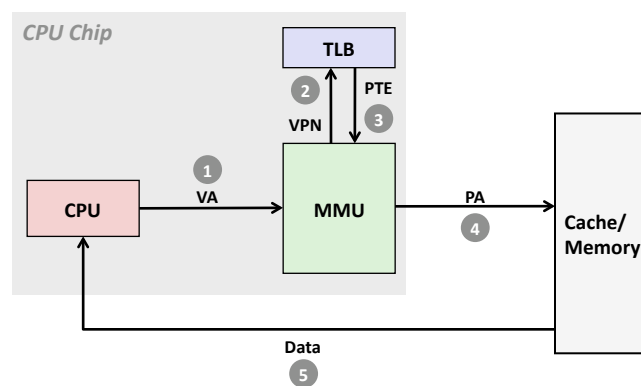 CPU Chip
TLB
2
PTE
VPN
3
1
VA
CPU
MMU
PA
4
Cache/
Memory
Data
5